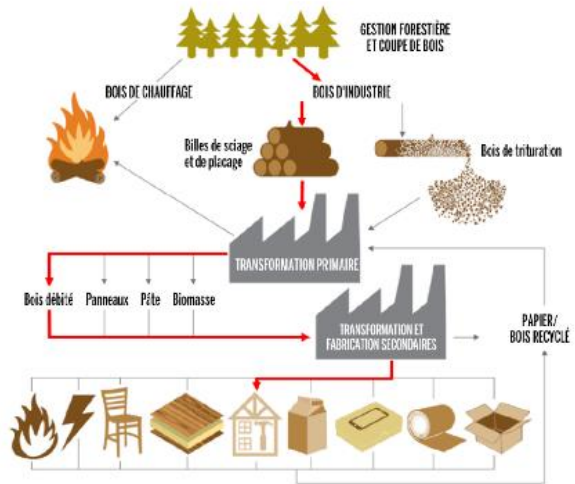 GESTION FORESTIÈRE
ET COUPE DE BOIS
BOIS DE CHAUFFAGE
BOIS D'INDUSTRIE
Billes de sciage
et de placage
Bois de trituration
TRANSFORMATION PRIMAIRE
Bois débité
Panneaux
Pâte
Biomasse
TRANSFORMATION ET
FABRICATION SECONDAIRES
PAPIER/
BOIS RECYCLÉ